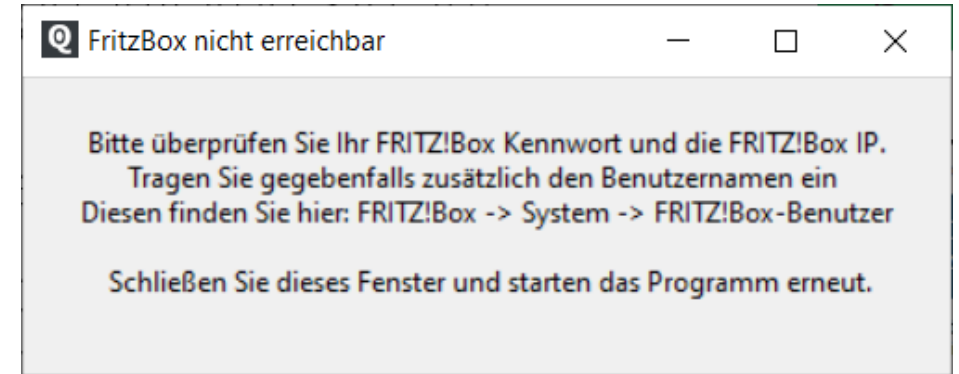 FritzBox nicht erreichbar
Bitte überprüfen Sie Ihr FRITZ!Box Kennwort und die FRITZ!Box IP.
Tragen Sie gegebenfalls zusätzlich den Benutzernamen ein
Diesen finden Sie hier: FRITZ!Box -> System -> FRITZ!Box-Benutzer
Schließen Sie dieses Fenster und starten das Programm erneut.